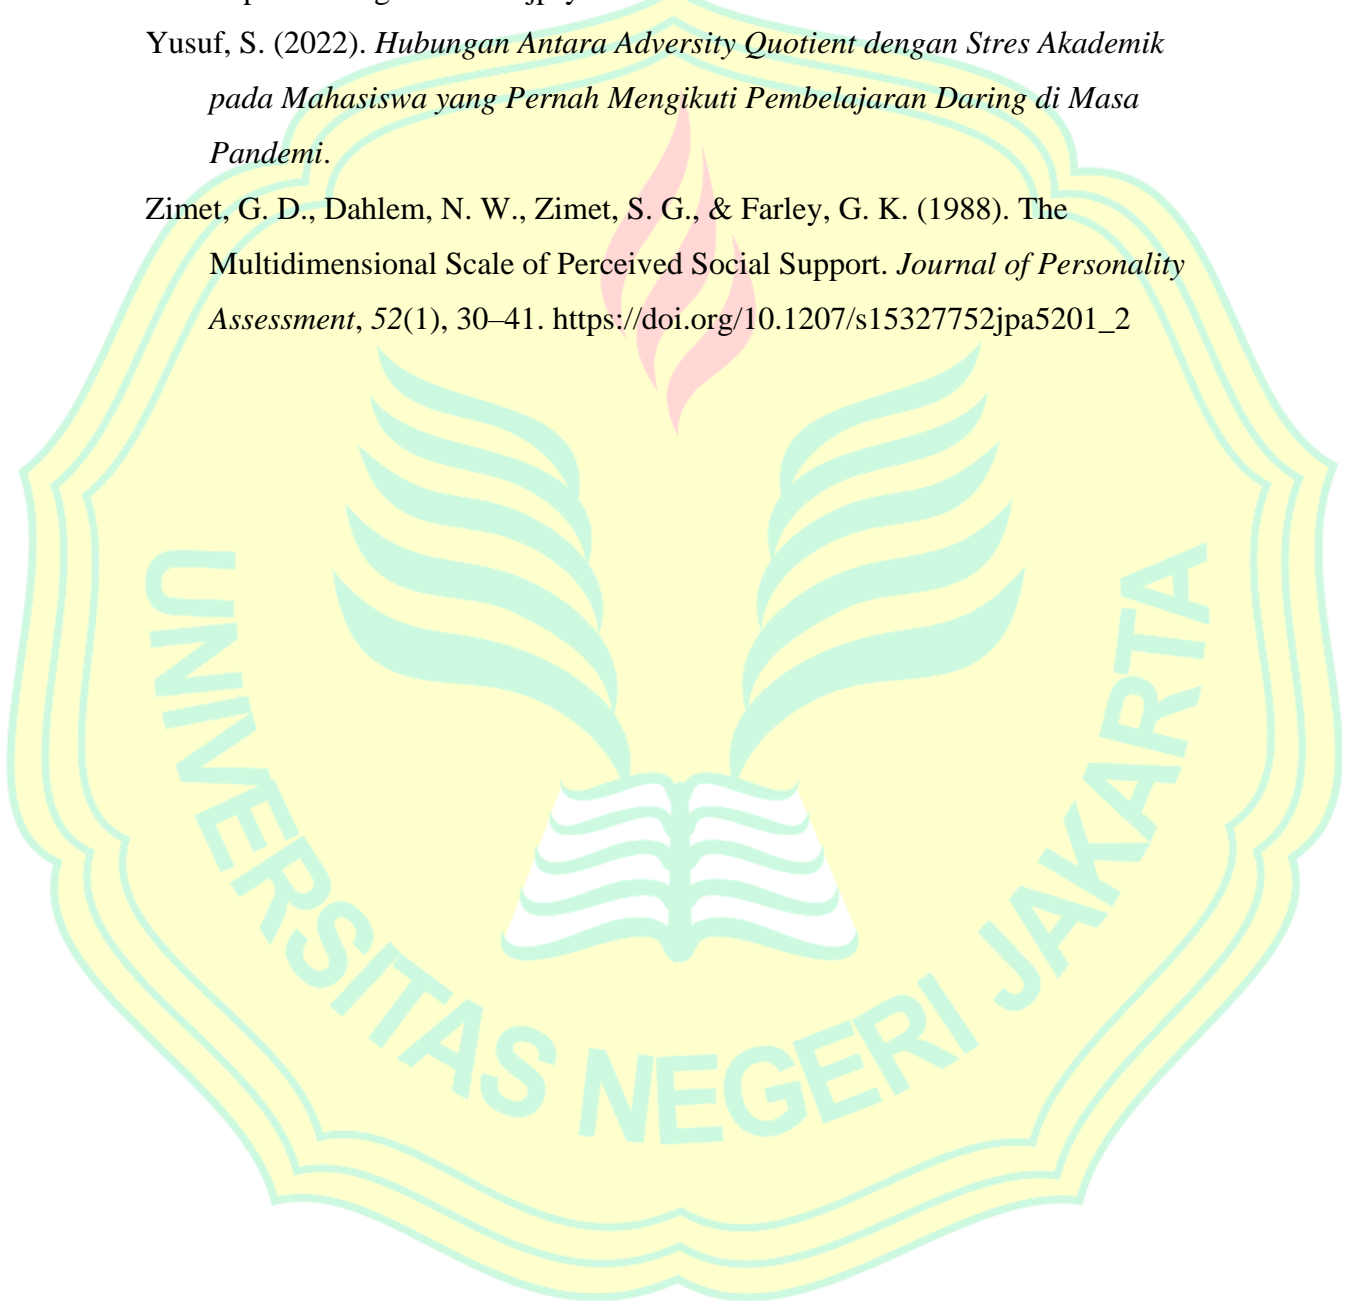 Yusuf, S. (2022). Hubungan Antara Adversity Quotient dengan Stres Akademik
pada Mahasiswa yang Pernah Mengikuti Pembelajaran Daring di Masa
Pandemi.
Zimet, G. D., Dahlem, N. W., Zimet, S. G., & Farley, G. K. (1988). The
Multidimensional Scale of Perceived Social Support. Journal of Personality
Assessment, 52(1), 30–41. https://doi.org/10.1207/s15327752jpa5201_2
UNIVERSITAS NEGERI JAKARTA